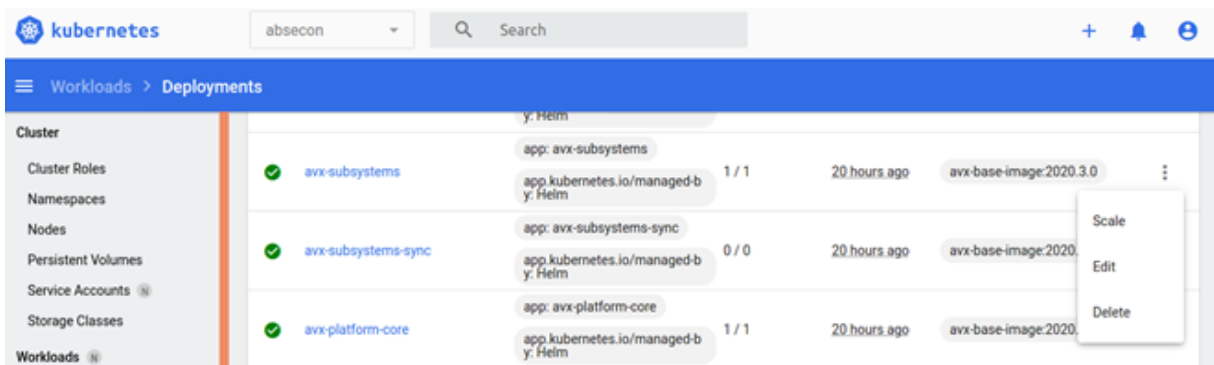 kubernetes
absecon
Search
Workloads > Deployments
Cluster
Cluster Roles
Namespaces
Nodes
Persistent Volumes
Service Accounts N
Storage Classes
Workloads N
y: Helm
avx-subsystems
app: avx-subsystems
app.kubernetes.io/managed-b
y: Helm
1 / 1
20 hours ago
avx-base-image:2020.3.0
avx-subsystems-sync
app: avx-subsystems-sync
app.kubernetes.io/managed-b
y: Helm
0 / 0
20 hours ago
avx-base-image:2020.
avx-platform-core
app: avx-platform-core
app.kubernetes.io/managed-b
y: Helm
1 / 1
20 hours ago
avx-base-image:2020.
Scale
Edit
Delete